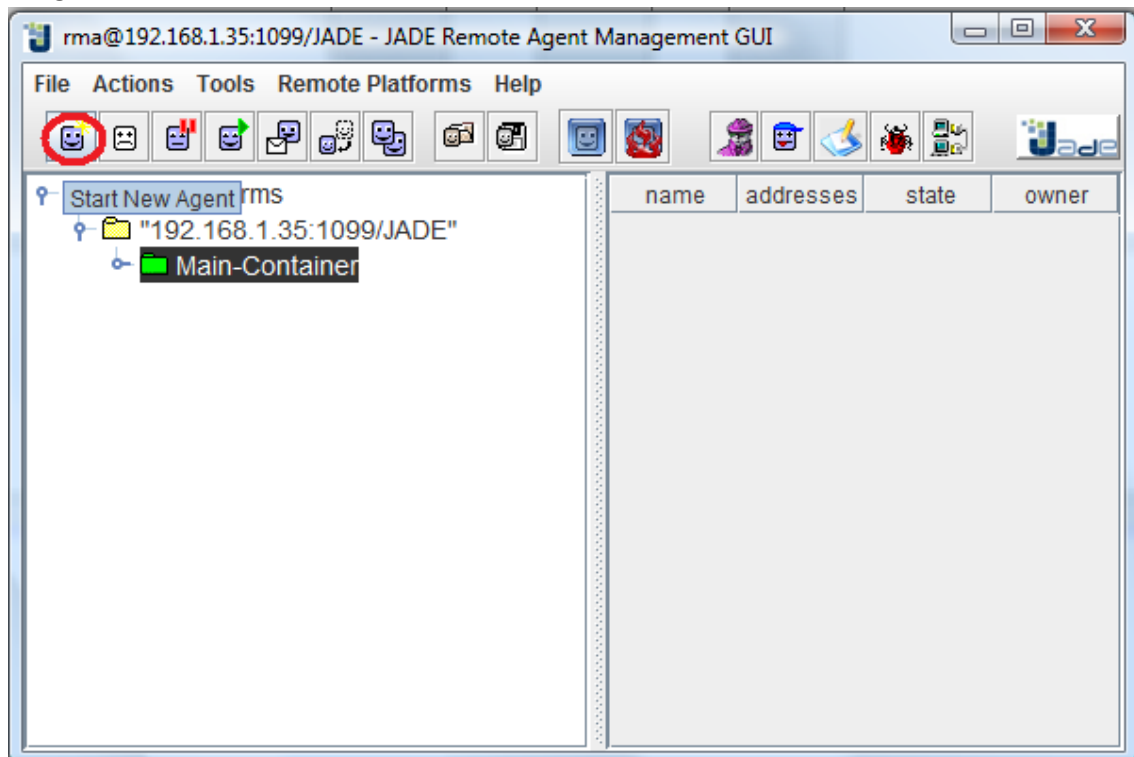 rma@192.168.1.35:1099/JADE - JADE Remote Agent Management GUI
File Actions Tools Remote Platforms Help
Jade
Start New Agent rms
name addresses state owner
"192.168.1.35:1099/JADE"
Main-Container